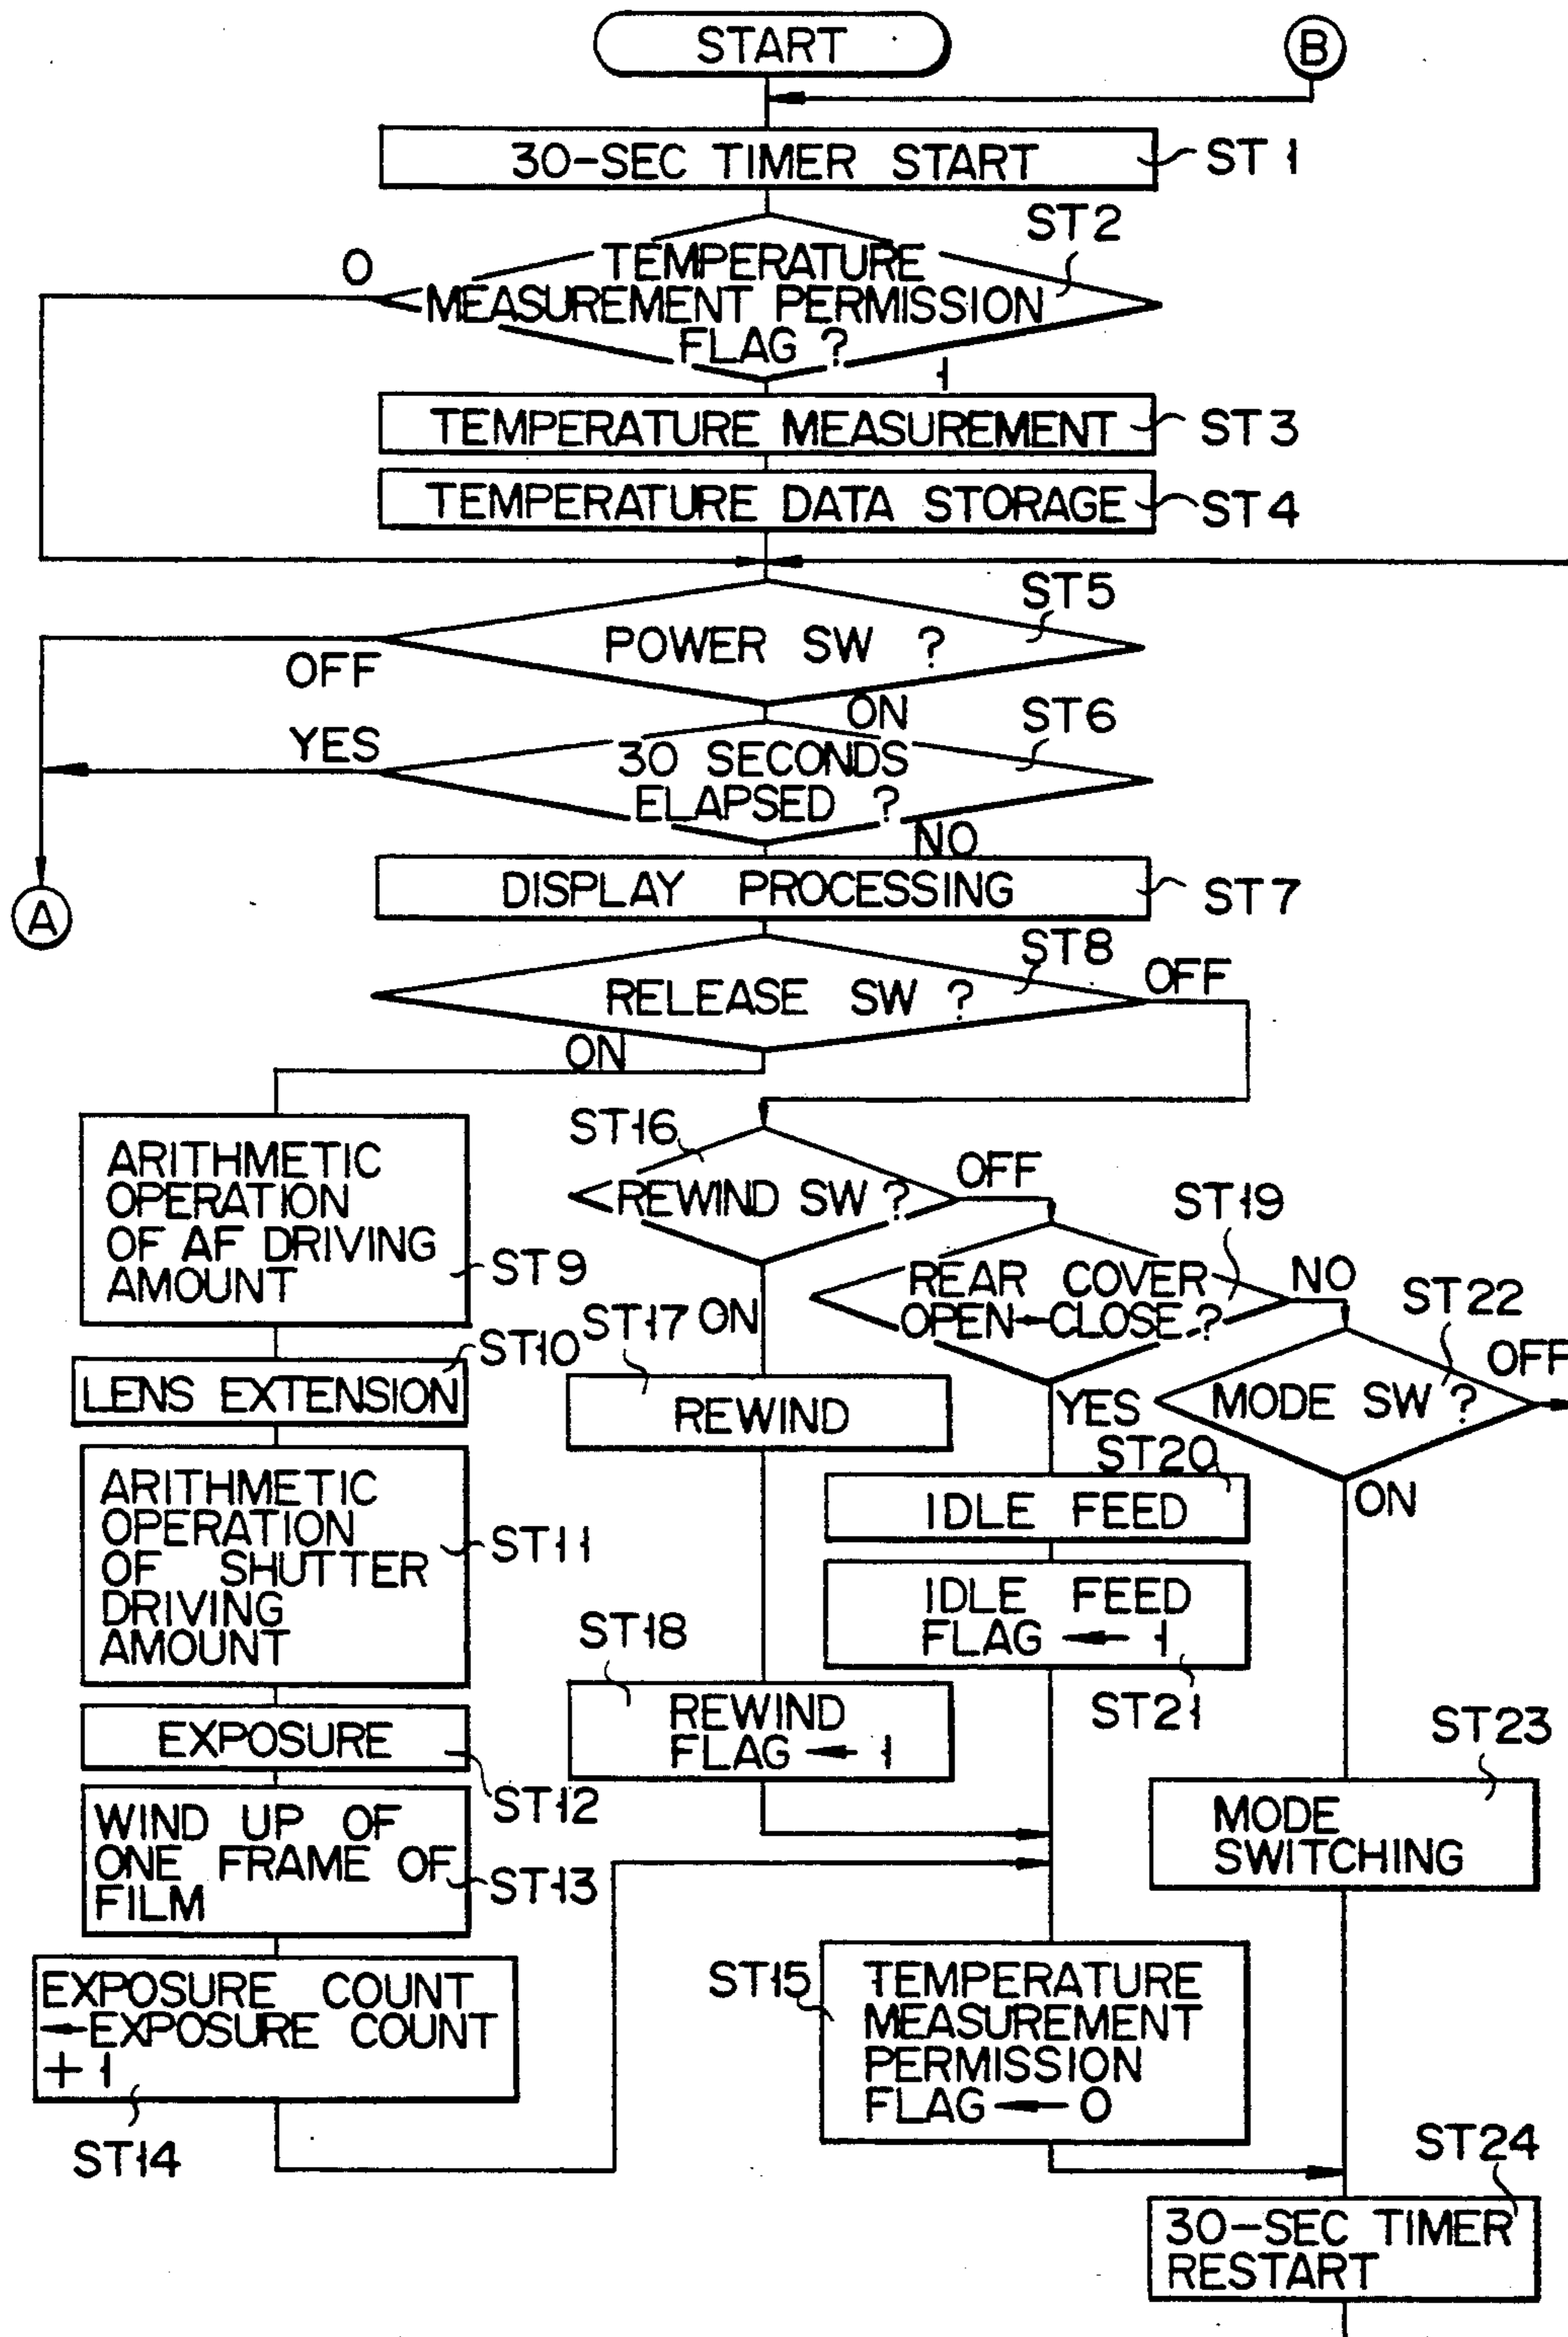 START
B
30-SEC TIMER START
ST1
ST2
O
TEMPERATURE
MEASUREMENT PERMISSION
FLAG ?
1
TEMPERATURE MEASUREMENT
ST3
TEMPERATURE DATA STORAGE
ST4
ST5
POWER SW ?
OFF
ON
ST6
YES
30 SECONDS
ELAPSED ?
NO
DISPLAY PROCESSING
ST7
A
ST8
RELEASE SW ?
OFF
ON
ARITHMETIC
OPERATION
OF AF DRIVING
AMOUNT
ST9
ST10
LENS EXTENSION
ARITHMETIC
OPERATION
OF SHUTTER
DRIVING
AMOUNT
ST11
EXPOSURE
ST12
WIND UP OF
ONE FRAME OF
FILM
ST13
EXPOSURE COUNT
←EXPOSURE COUNT
+1
ST14
ST16
REWIND SW ?
OFF
ON
ST17
REWIND
ST18
REWIND
FLAG ← 1
ST19
REAR COVER
OPEN→CLOSE ?
NO
YES
ST20
IDLE FEED
IDLE FEED
FLAG ← 1
ST21
ST15
TEMPERATURE
MEASUREMENT
PERMISSION
FLAG ← O
ST22
MODE SW ?
OFF
ON
ST23
MODE
SWITCHING
ST24
30-SEC TIMER
RESTART